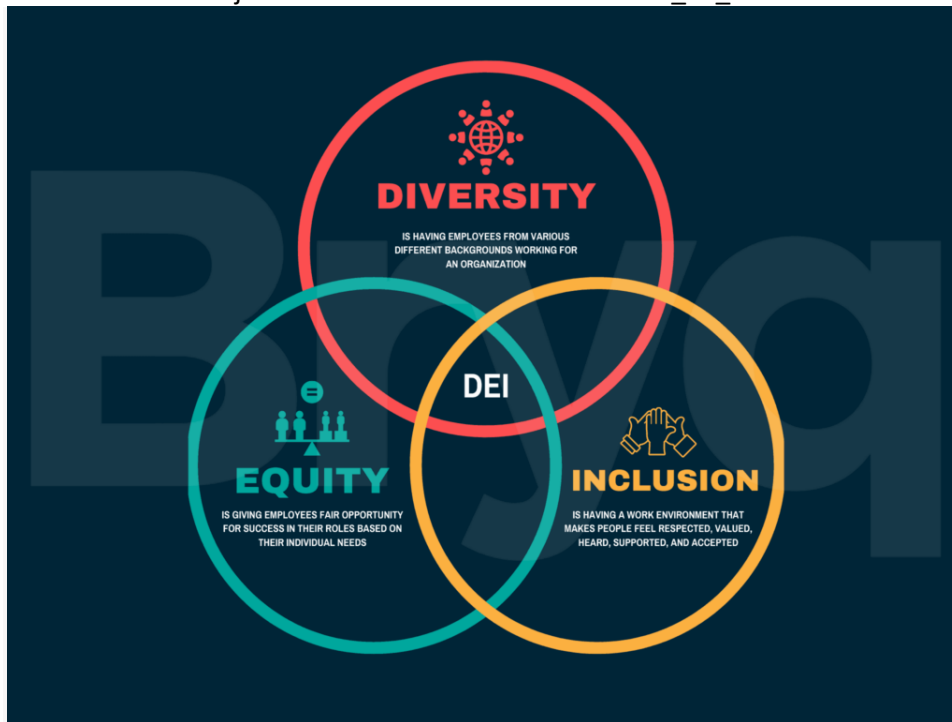 DIVERSITY
IS HAVING EMPLOYEES FROM VARIOUS
DIFFERENT BACKGROUNDS WORKING FOR
AN ORGANIZATION
DEI
EQUITY
IS GIVING EMPLOYEES FAIR OPPORTUNITY
FOR SUCCESS IN THEIR ROLES BASED ON
THEIR INDIVIDUAL NEEDS
INCLUSION
IS HAVING A WORK ENVIRONMENT THAT
MAKES PEOPLE FEEL RESPECTED, VALUED,
HEARD, SUPPORTED, AND ACCEPTED
Bryq